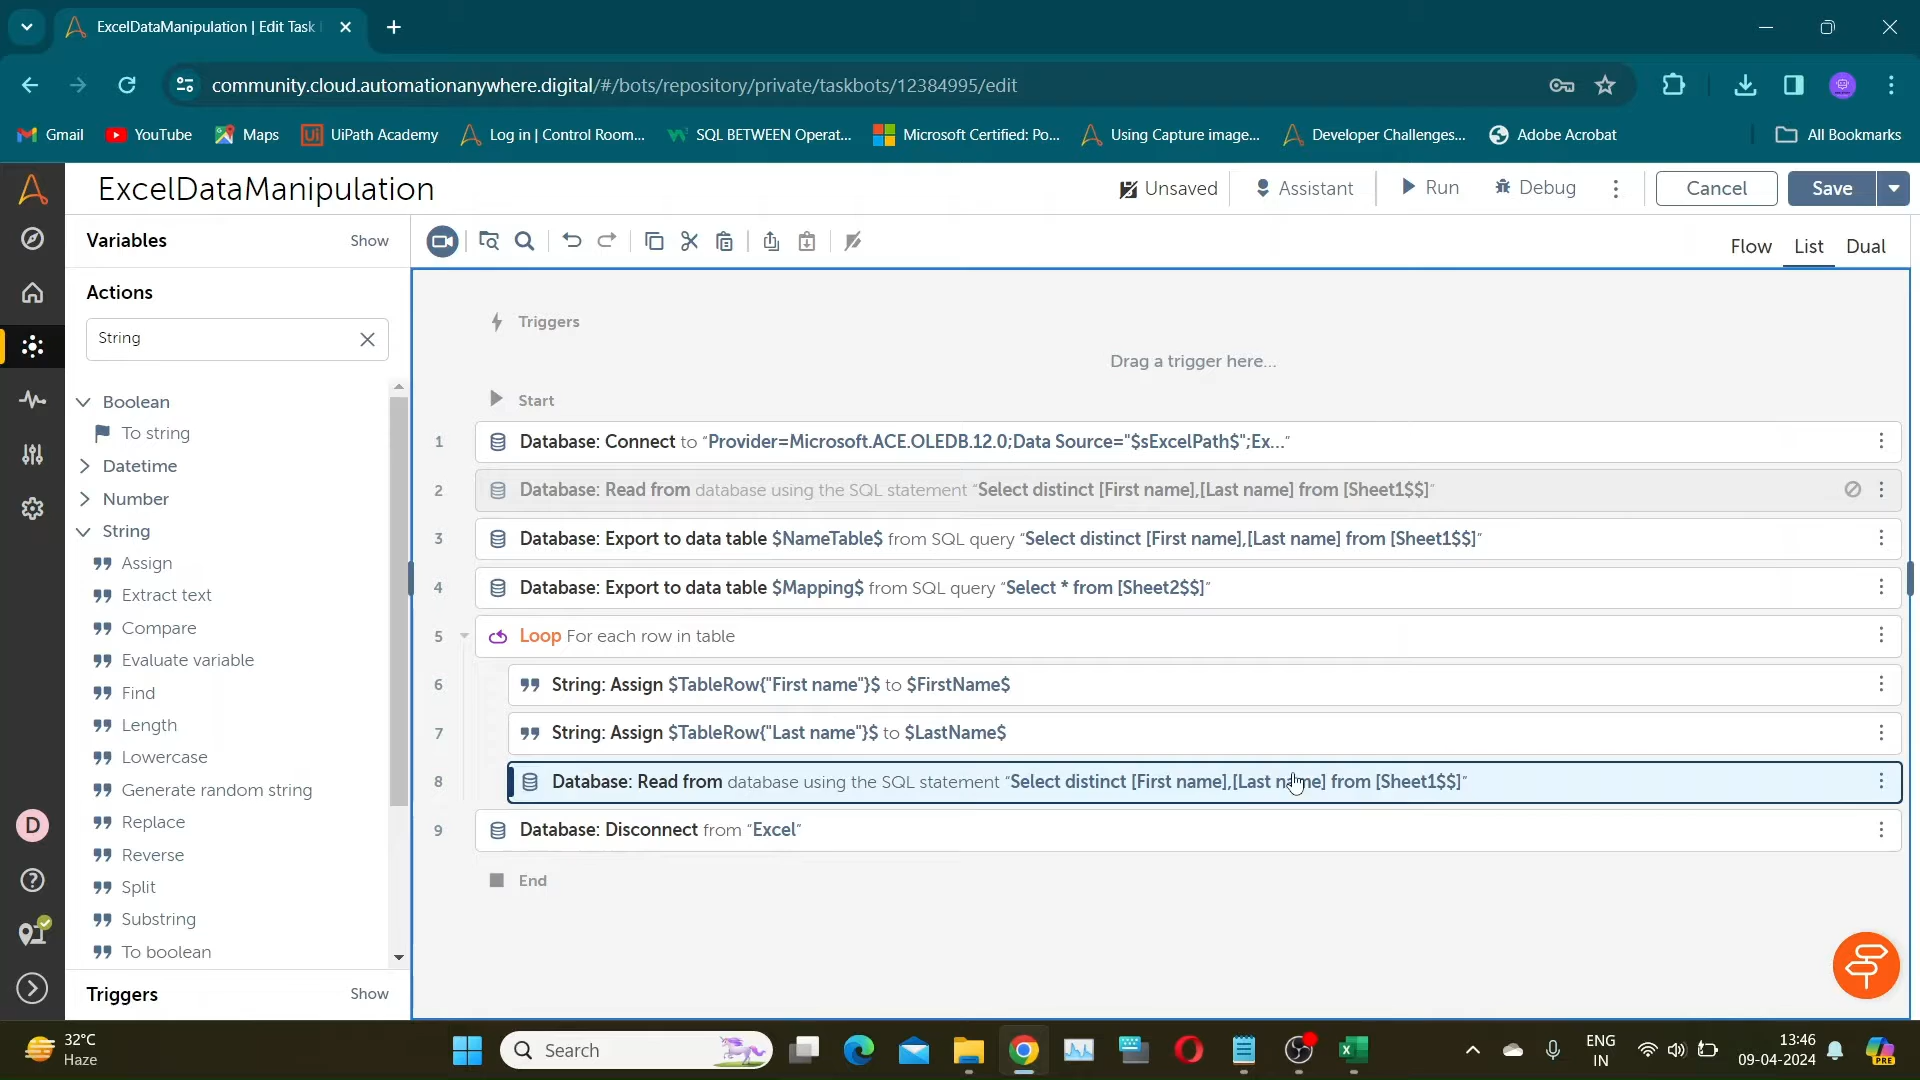 ExcelDataManipulation | Edit Task
community.cloud.automationanywhere.digital/#/bots/repository/private/taskbots/12384995/edit
Gmail YouTube Maps UiPath Academy Log in | Control Room... SQL BETWEEN Operat... Microsoft Certified: Po... Using Capture image... Developer Challenges... Adobe Acrobat All Bookmarks
ExcelDataManipulation Unsaved Assistant Run Debug Cancel Save
Variables Show
Flow List Dual
Actions
String
Boolean
To string
Datetime
Number
String
Assign
Extract text
Compare
Evaluate variable
Find
Length
Lowercase
Generate random string
Replace
Reverse
Split
Substring
To boolean
Triggers Show
Triggers
Drag a trigger here...
Start
1 Database: Connect to “Provider=Microsoft.ACE.OLEDB.12.0;Data Source="$sExcelPath$";Ex...”
2 Database: Read from database using the SQL statement “Select distinct [First name],[Last name] from [Sheet1$$]”
3 Database: Export to data table $NameTable$ from SQL query “Select distinct [First name],[Last name] from [Sheet1$$]”
4 Database: Export to data table $Mapping$ from SQL query “Select * from [Sheet2$$]”
5 Loop For each row in table
6 String: Assign $TableRow{"First name"}$ to $FirstName$
7 String: Assign $TableRow{"Last name"}$ to $LastName$
8 Database: Read from database using the SQL statement “Select distinct [First name],[Last name] from [Sheet1$$]”
9 Database: Disconnect from “Excel”
End
D
32°C
Haze
Search
ENG
IN
13:46
09-04-2024
PRE